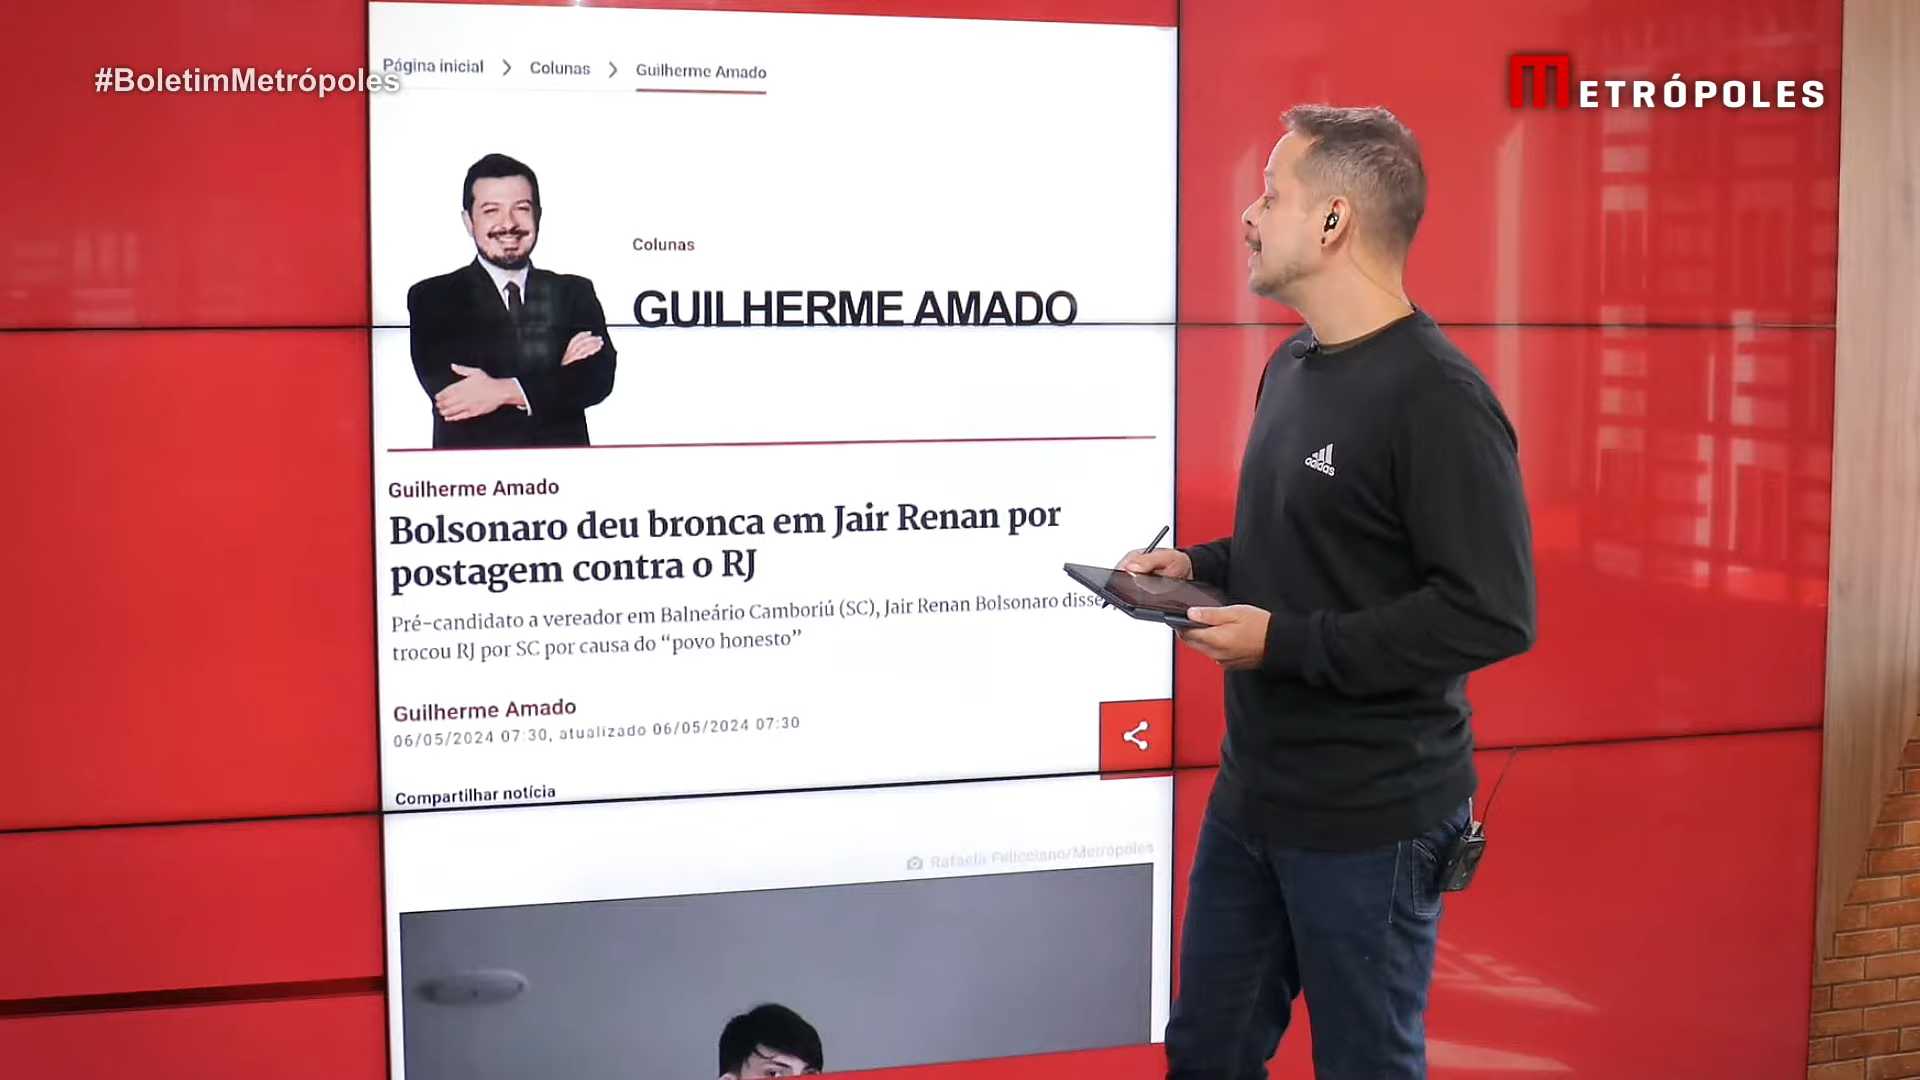 #BoletimMetrópoles
METRÓPOLES
Página inicial > Colunas > Guilherme Amado
Colunas
GUILHERME AMADO
Guilherme Amado
Bolsonaro deu bronca em Jair Renan por
postagem contra o RJ
Pré-candidato a vereador em Balneário Camboriú (SC), Jair Renan Bolsonaro disse
trocou RJ por SC por causa do “povo honesto”
Guilherme Amado
06/05/2024 07:30, atualizado 06/05/2024 07:30
Compartilhar notícia
Rafaela Felicciano/Metrópoles
adidas